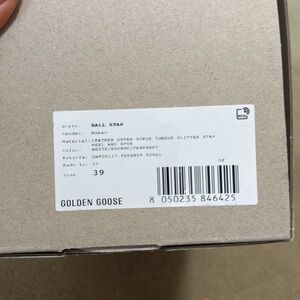 Style: BALL STAR
Gender: Woman
Material: LEATHER UPPER SUEDE TONGUE GLITTER STAR
HEEL AND SPUR
Color:
Article:
Made in: IT
Size: 39
GOLDEN GOOSE
8 050235 846425